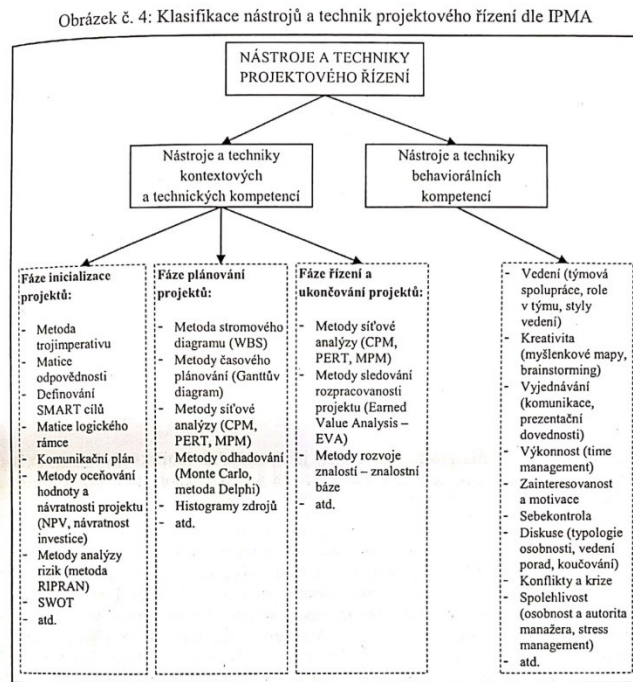 Obrázek č. 4: Klasifikace nástrojů a technik projektového řízení dle IPMA
NÁSTROJE A TECHNIKY
PROJEKTOVÉHO ŘÍZENÍ
Nástroje a techniky
kontextových
a technických kompetencí
Nástroje a techniky
behaviorálních
kompetencí
Fáze inicializace
projektů:
- Metoda
trojimperativu
- Matice
odpovědnosti
- Definování
SMART cílů
- Matice logického
rámce
- Komunikační plán
- Metody oceňování
hodnoty a
návratnosti projektu
(NPV, návratnost
investice)
- Metody analýzy
rizik (metoda
RIPRAN)
- SWOT
- atd.
Fáze plánování
projektů:
- Metoda stromového
diagramu (WBS)
- Metody časového
plánování (Ganttův
diagram)
- Metody síťové
analýzy (CPM,
PERT, MPM)
- Metody odhadování
(Monte Carlo,
metoda Delphi)
- Histogramy zdrojů
- atd.
Fáze řízení a
ukončování projektů:
- Metody síťové
analýzy (CPM,
PERT, MPM)
- Metody sledování
rozpracovanosti
projektu (Earned
Value Analysis –
EVA)
- Metody rozvoje
znalostí – znalostní
báze
- atd.
- Vedení (týmová
spolupráce, role
v týmu, styly
vedení)
- Kreativita
(myšlenkové mapy,
brainstorming)
- Vyjednávání
(komunikace,
prezentační
dovednosti)
- Výkonnost (time
management)
- Zainteresovanost
a motivace
- Sebekontrola
- Diskuse (typologie
osobnosti, vedení
porad, koučování)
- Konflikty a krize
- Spolehlivost
(osobnost a autorita
manažera, stress
management)
- atd.